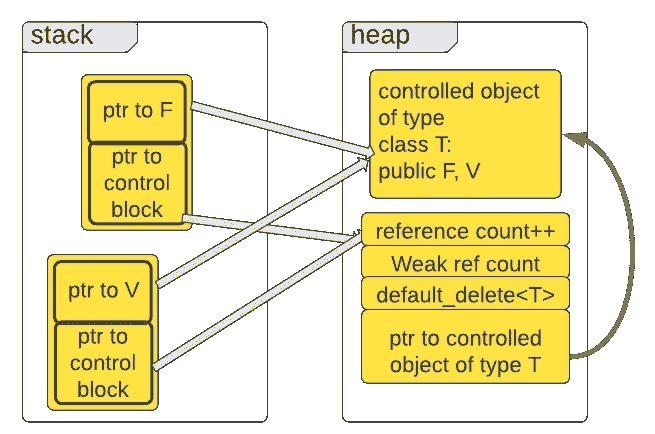 stack
ptr to F
ptr to
control
block
ptr to V
ptr to
control
block
heap
controlled object
of type
class T:
public F, V
reference count++
Weak ref count
default_delete<T>
ptr to controlled
object of type T